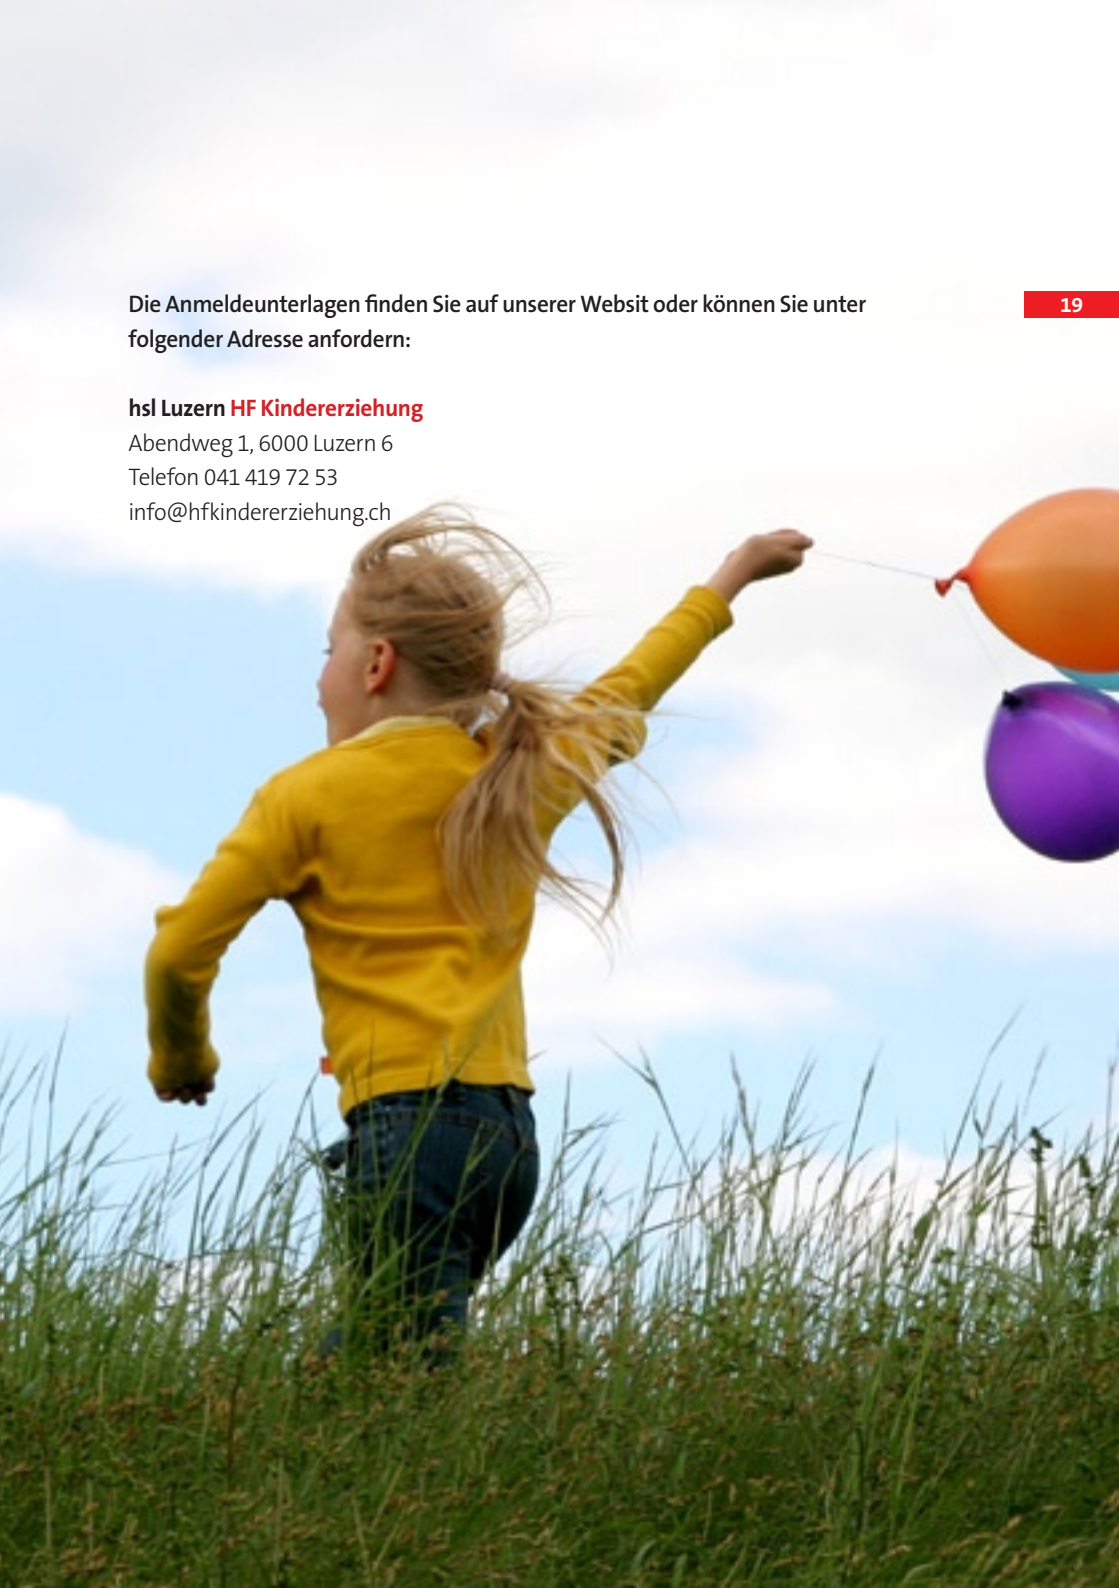 Die Anmeldeunterlagen finden Sie auf unserer Websit oder können Sie unter
folgender Adresse anfordern:
19
hsl Luzern HF Kindererziehung
Abendweg 1, 6000 Luzern 6
Telefon 041 419 72 53
info@hfkindererziehung.ch